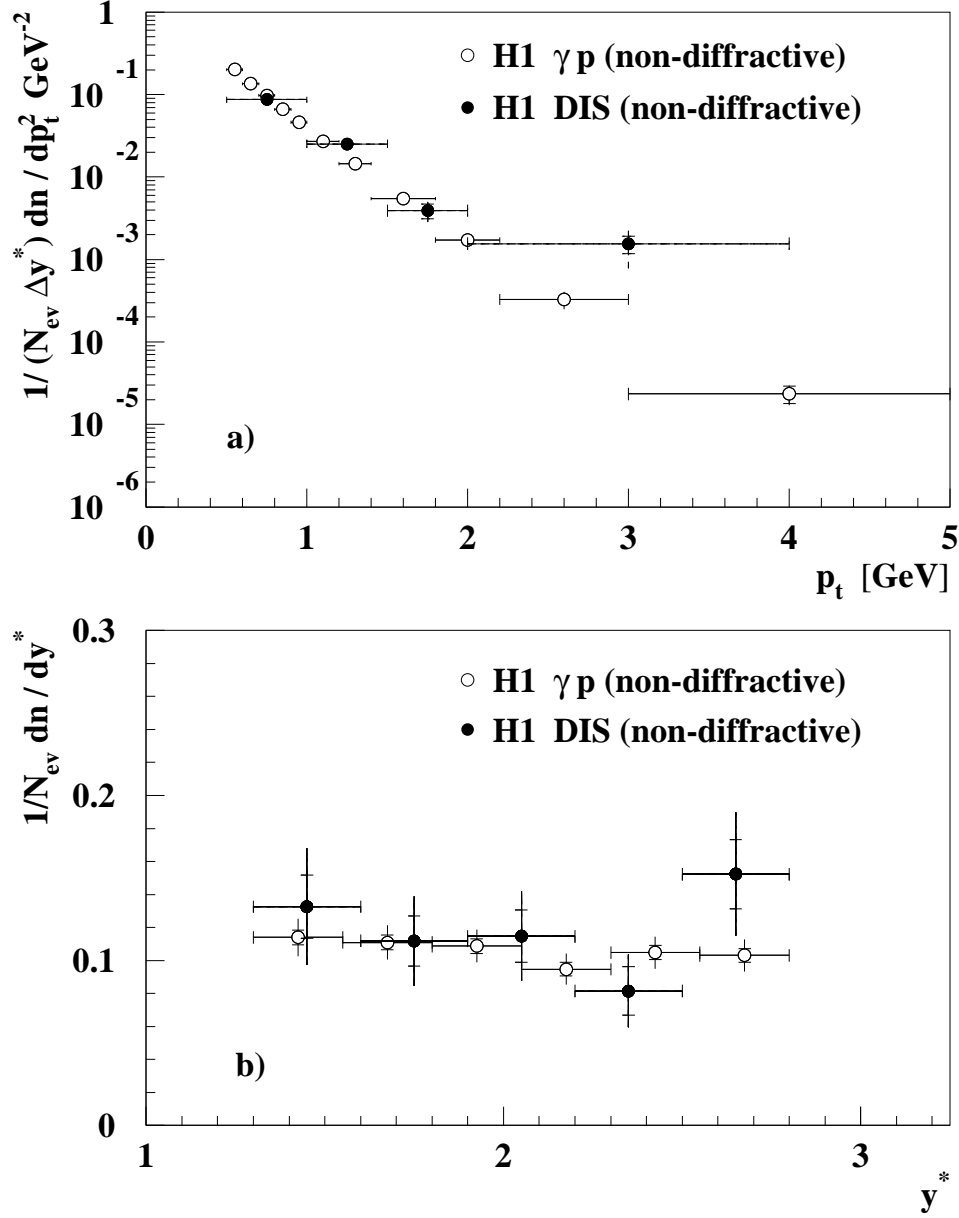 1
H1 γ p (non-diffractive)
H1 DIS (non-diffractive)
10 -1
10 -2
10 -3
10 -4
10 -5
10 -6
1/ (N_ev Δy^*) dn / dp_t^2 GeV^-2
a)
0 1 2 3 4 5
p_t [GeV]
0.3
H1 γ p (non-diffractive)
H1 DIS (non-diffractive)
0.2
0.1
0
1/N_ev dn / dy^*
b)
1 2 3
y^*